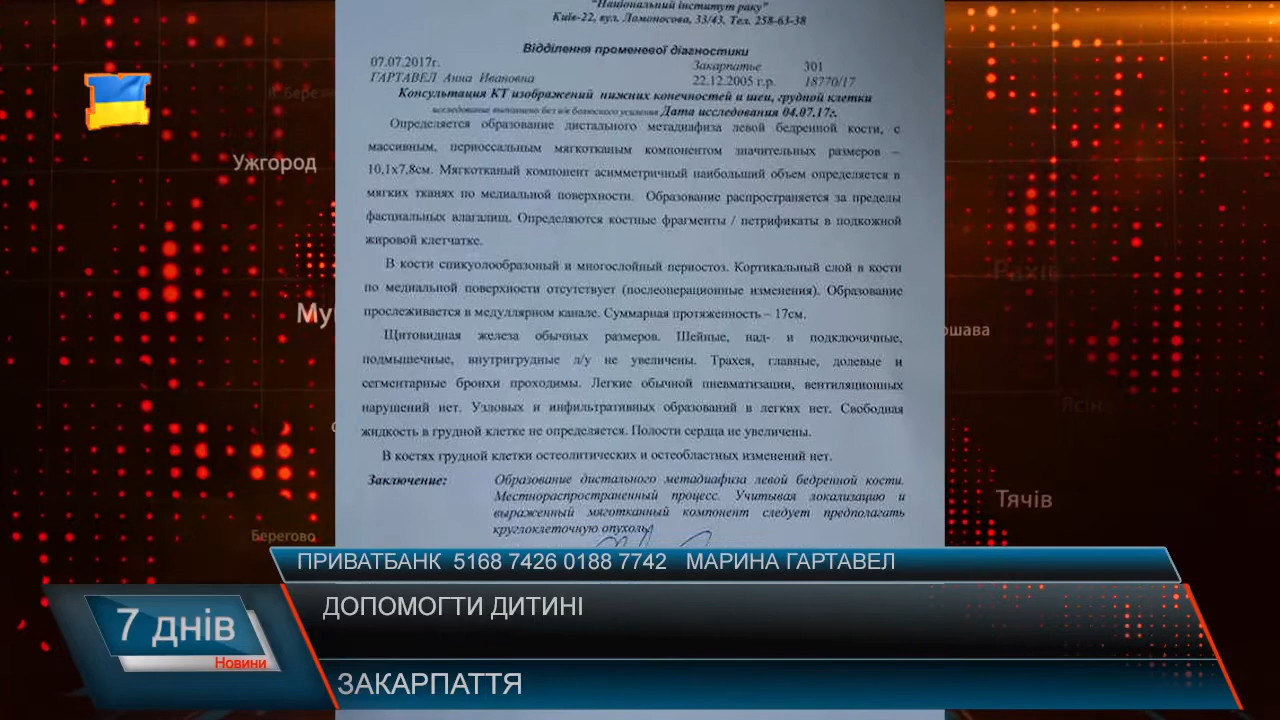 "Національний інститут раку"
Київ-22, вул. Ломоносова, 33/43. Тел. 258-63-38
Відділення променевої діагностики
07.07.2017г.
Закарпатье 301
ГАРТАВЕЛ Анна Ивановна
22.12.2005 г.р. 18770/17
Консультация КТ изображений нижних конечностей и шеи, грудной клетки
исследование выполнено без в/в болюсного усиления Дата исследования 04.07.17г.
Определяется образование дистального метадиафиза левой бедренной кости, с
массивным, периоссальным мягкотканым компонентом значительных размеров –
10,1х7,8см. Мягкотканый компонент асимметричный наибольший объем определяется в
мягких тканях по медиальной поверхности. Образование распространяется за пределы
фасциальных влагалищ. Определяются костные фрагменты / петрификаты в подкожной
жировой клетчатке.
В кости спикулообразоный и многослойный периостоз. Кортикальный слой в кости
по медиальной поверхности отсутствует (послеоперационные изменения). Образование
прослеживается в медуллярном канале. Суммарная протяженность – 17см.
Щитовидная железа обычных размеров. Шейные, над- и подключичные,
подмышечные, внутригрудные л/у не увеличены. Трахея, главные, долевые и
сегментарные бронхи проходимы. Легкие обычной пневматизации, вентиляционных
нарушений нет. Узловых и инфильтративных образований в легких нет. Свободная
жидкость в грудной клетке не определяется. Полости сердца не увеличены.
В костях грудной клетки остеолитических и остеобластных изменений нет.
Заключение: Образование дистального метадиафиза левой бедренной кости.
Местнораспространенный процесс. Учитывая локализацию и
выраженный мяготканный компонент следует предполагать
круглоклеточную опухоль
Ужгород
Му
Рахів
ошава
Тячів
Берегово
ПРИВАТБАНК 5168 7426 0188 7742 МАРИНА ГАРТАВЕЛ
ДОПОМОГТИ ДИТИНІ
7 днів
Новини
ЗАКАРПАТТЯ